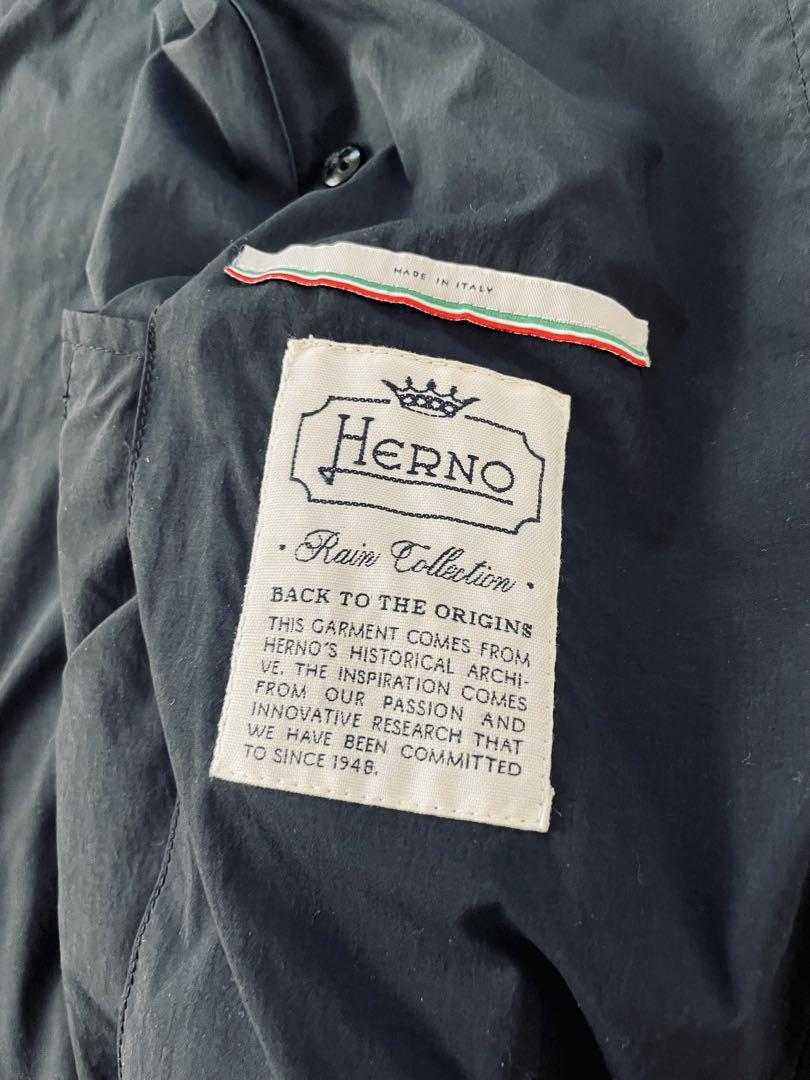 MADE IN ITALY
HERNO
· Rain Collection ·
BACK TO THE ORIGINS
THIS GARMENT COMES FROM
HERNO'S HISTORICAL ARCHI-
VE. THE INSPIRATION COMES
FROM OUR PASSION AND
INNOVATIVE RESEARCH THAT
WE HAVE BEEN COMMITTED
TO SINCE 1948.